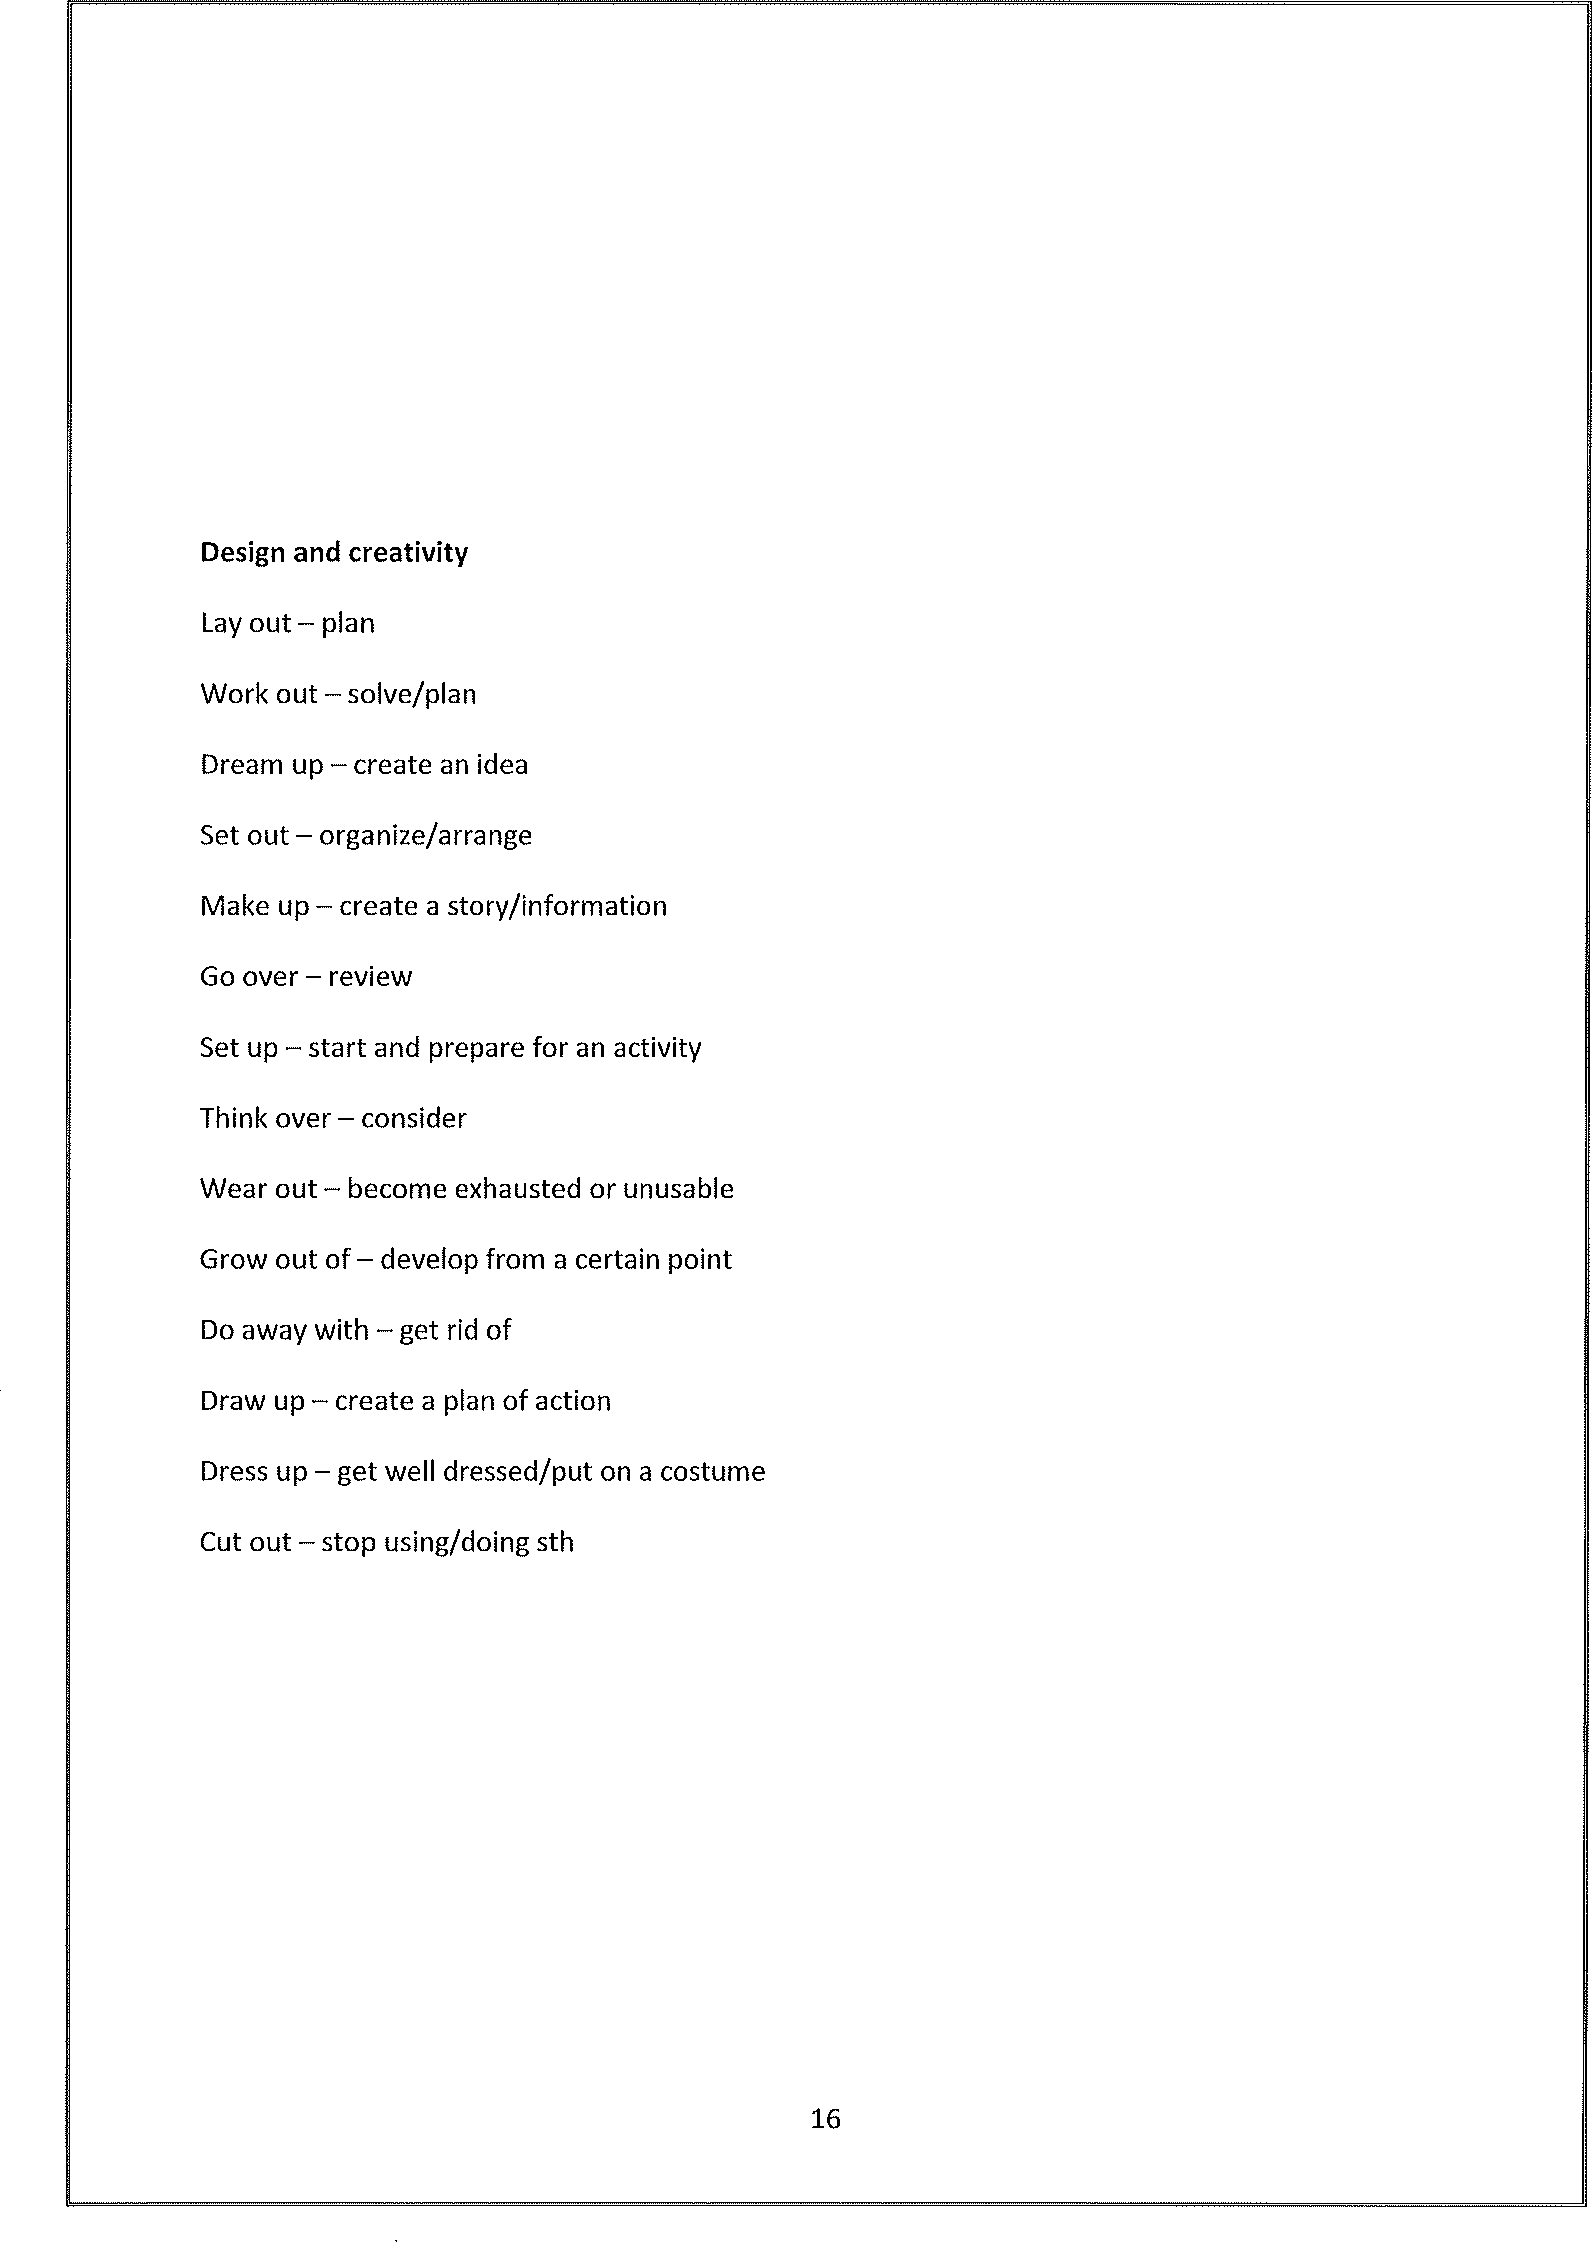 Design and creativity
Lay out – plan
Work out – solve/plan
Dream up – create an idea
Set out – organize/arrange
Make up – create a story/information
Go over – review
Set up – start and prepare for an activity
Think over – consider
Wear out – become exhausted or unusable
Grow out of – develop from a certain point
Do away with – get rid of
Draw up – create a plan of action
Dress up – get well dressed/put on a costume
Cut out – stop using/doing sth
16